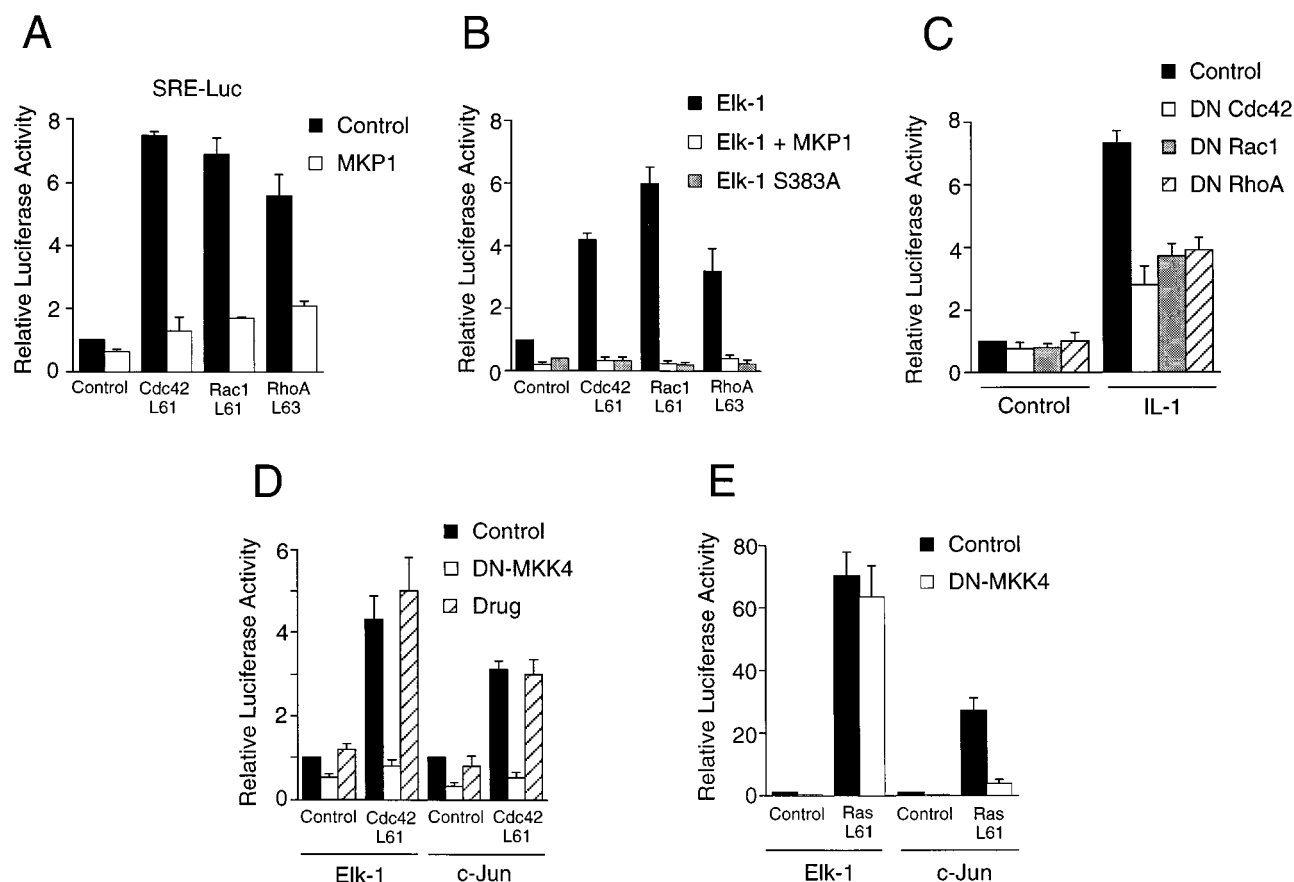 A
SRE-Luc
Relative Luciferase Activity
8
6
4
2
0
Control
MKP1
Control
Cdc42
L61
Rac1
L61
RhoA
L63
B
Relative Luciferase Activity
8
6
4
2
0
Elk-1
Elk-1 + MKP1
Elk-1 S383A
Control
Cdc42
L61
Rac1
L61
RhoA
L63
C
Relative Luciferase Activity
8
6
4
2
0
Control
DN Cdc42
DN Rac1
DN RhoA
Control
IL-1
D
Relative Luciferase Activity
6
4
2
0
Control
DN-MKK4
Drug
Control
Cdc42
L61
Control
Cdc42
L61
Elk-1
c-Jun
E
Relative Luciferase Activity
80
60
40
20
0
Control
DN-MKK4
Control
Ras
L61
Control
Ras
L61
Elk-1
c-Jun